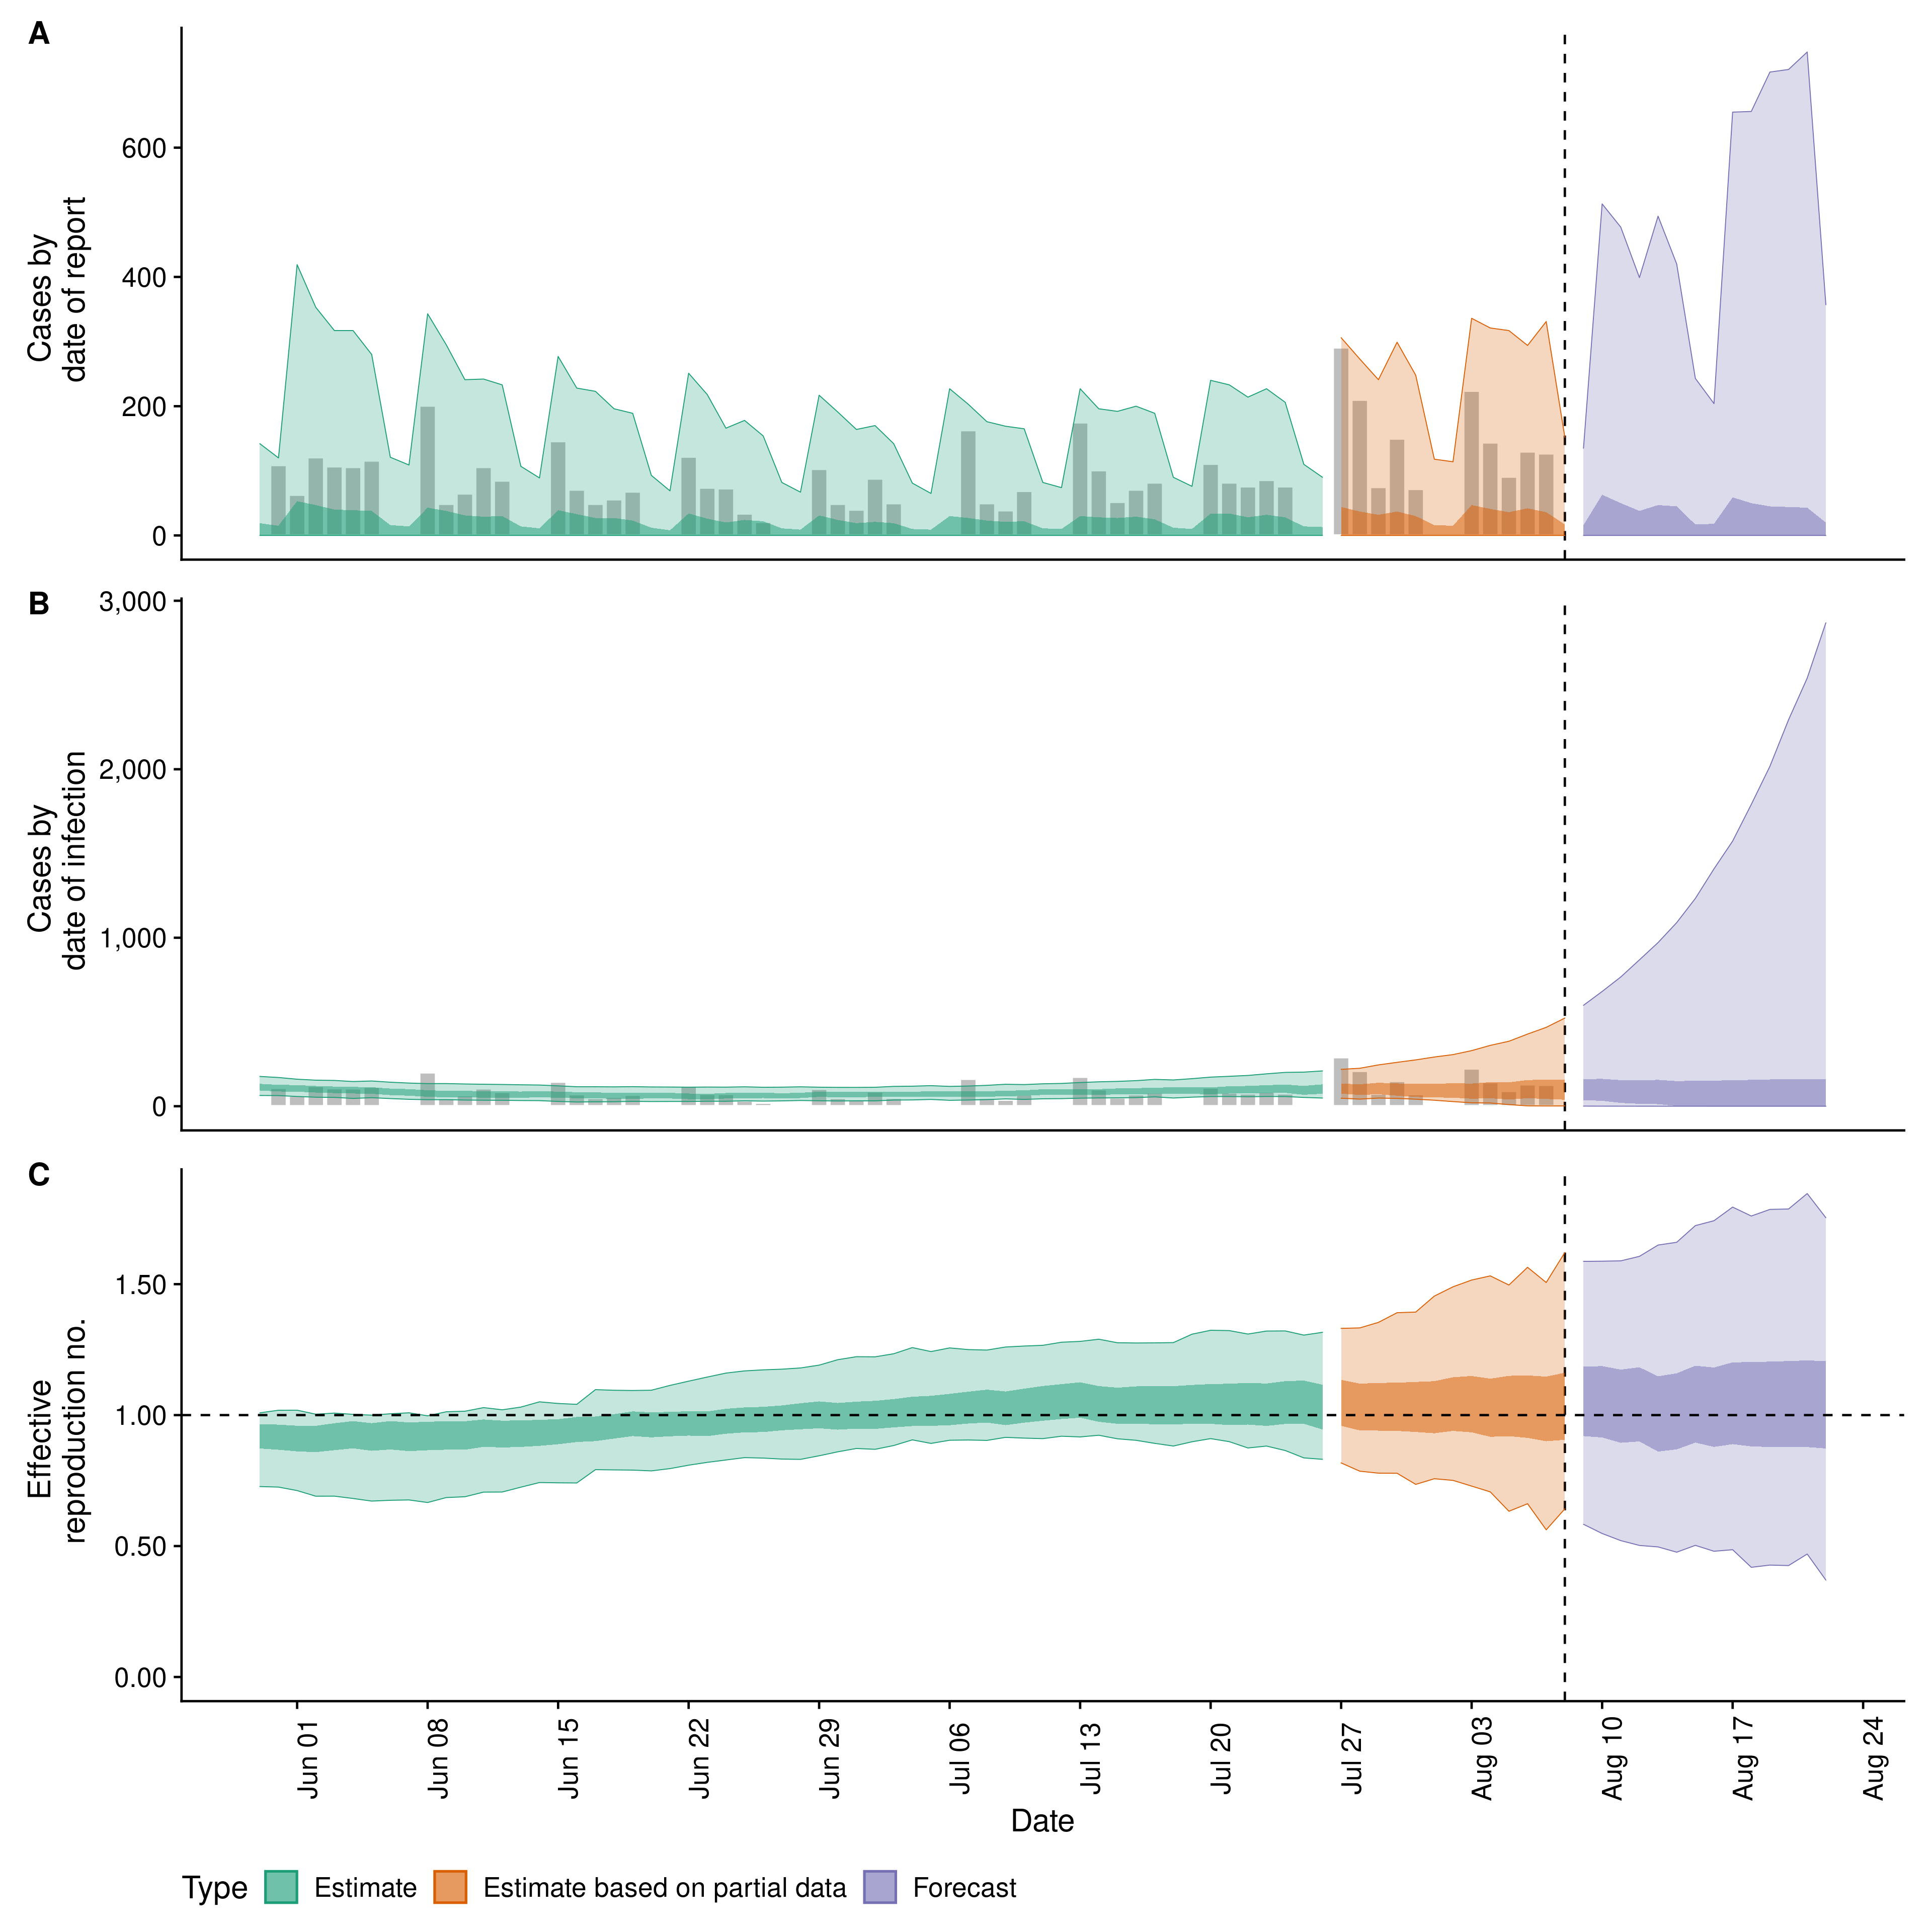 A
Cases by
date of report
600
400
200
0
B
Cases by
date of infection
3,000
2,000
1,000
0
C
Effective
reproduction no.
1.50
1.00
0.50
0.00
Jun 01
Jun 08
Jun 15
Jun 22
Jun 29
Jul 06
Jul 13
Jul 20
Jul 27
Aug 03
Aug 10
Aug 17
Aug 24
Date
Type Estimate Estimate based on partial data Forecast